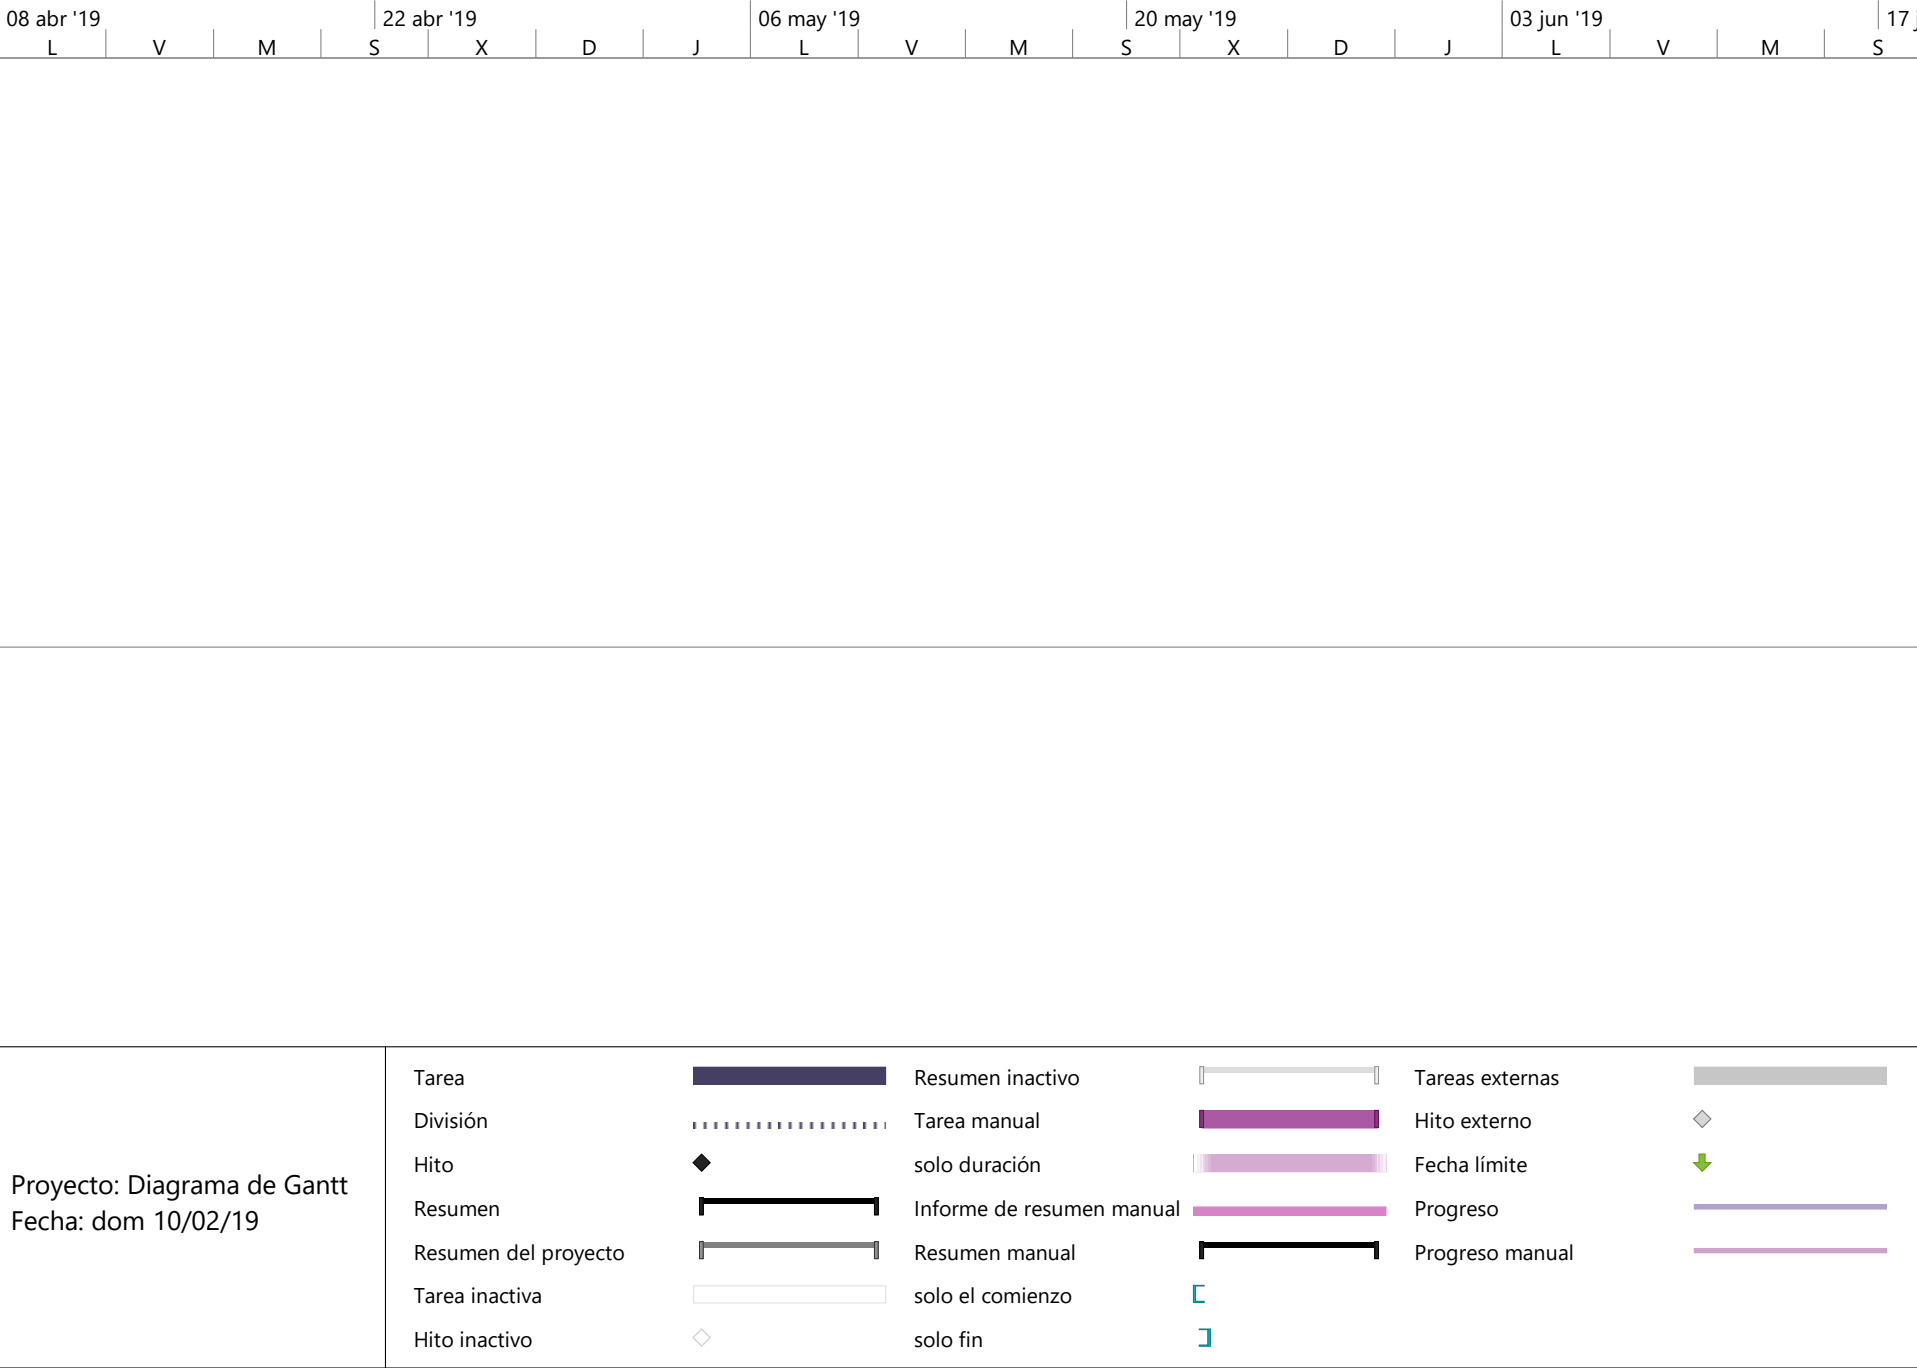 08 abr '19 22 abr '19 06 may '19 20 may '19 03 jun '19 17
L V M S X D J L V M S X D J L V M S
Proyecto: Diagrama de Gantt
Fecha: dom 10/02/19
Tarea
División
Hito
Resumen
Resumen del proyecto
Tarea inactiva
Hito inactivo
Resumen inactivo
Tarea manual
solo duración
Informe de resumen manual
Resumen manual
solo el comienzo
solo fin
Tareas externas
Hito externo
Fecha límite
Progreso
Progreso manual